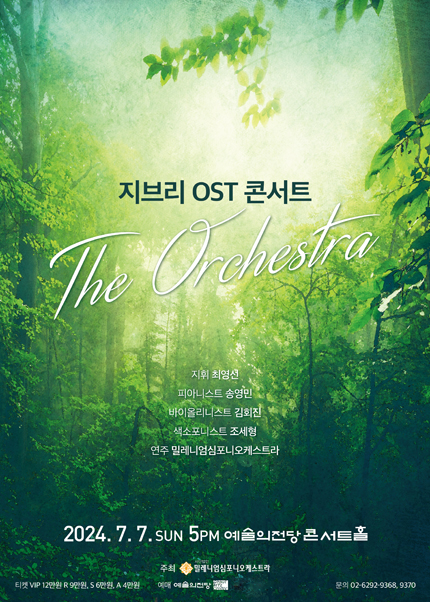 지브리 OST 콘서트
The Orchestra
지휘 최영선
피아니스트 송영민
바이올리니스트 김희진
색소포니스트 조세형
연주 밀레니엄심포니오케스트라
2024. 7. 7. SUN 5PM 예술의전당 콘서트홀
주최 밀레니엄심포니오케스트라
티켓 VIP 12만원 R 9만원, S 6만원, A 4만원 예매 예술의전당 문의 02-6292-9368, 9370